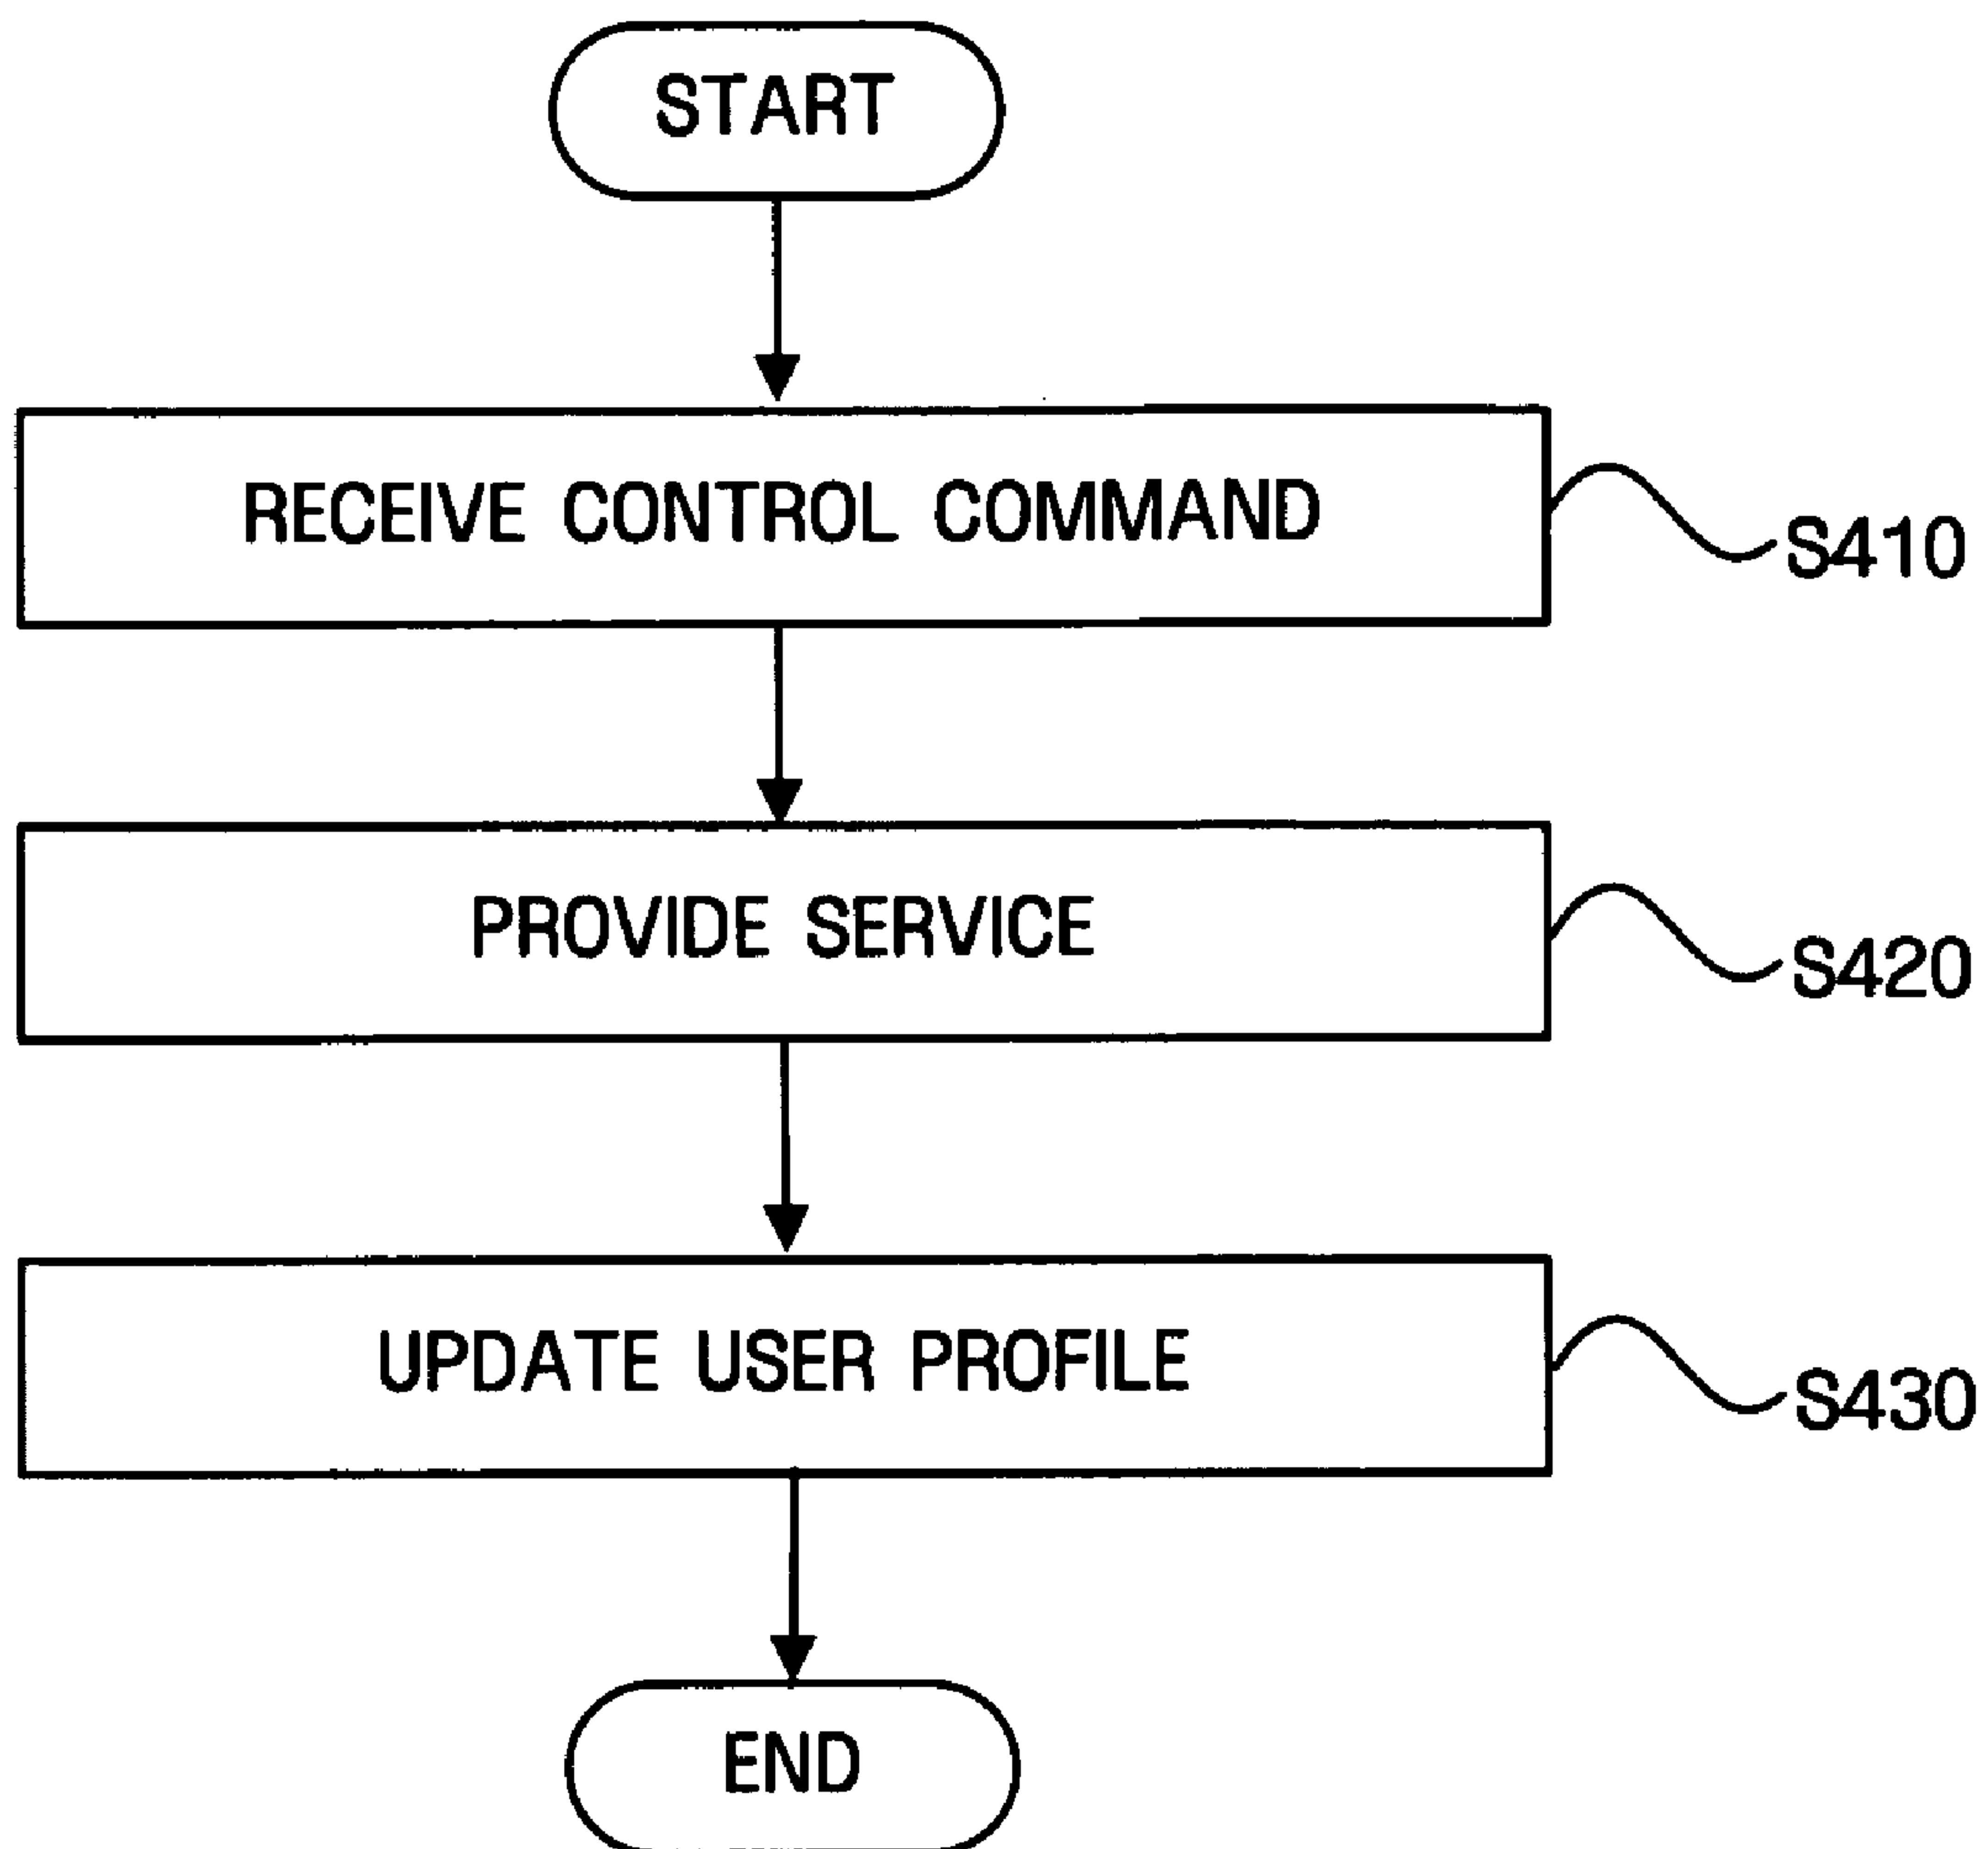 START
RECEIVE CONTROL COMMAND
S410
PROVIDE SERVICE
S420
UPDATE USER PROFILE
S430
END